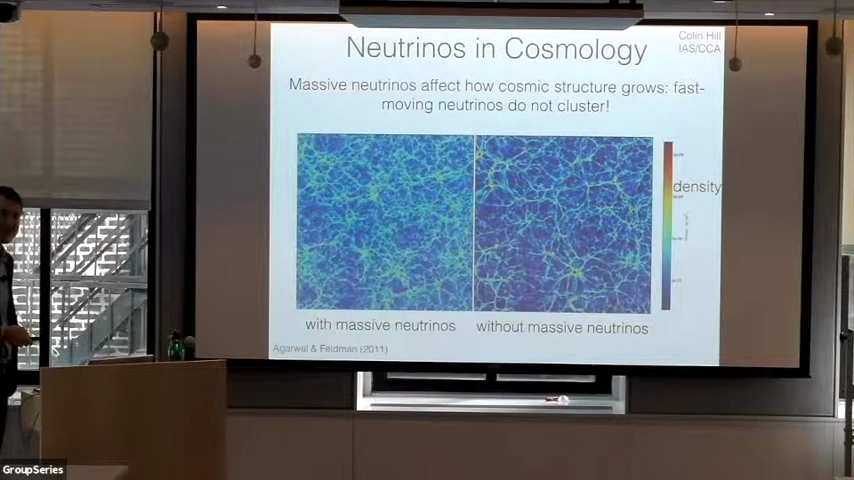 Neutrinos in Cosmology
Colin Hill
IAS/CCA
Massive neutrinos affect how cosmic structure grows: fast-
moving neutrinos do not cluster!
density
with massive neutrinos
without massive neutrinos
Agarwal & Feldman (2011)
GroupSeries